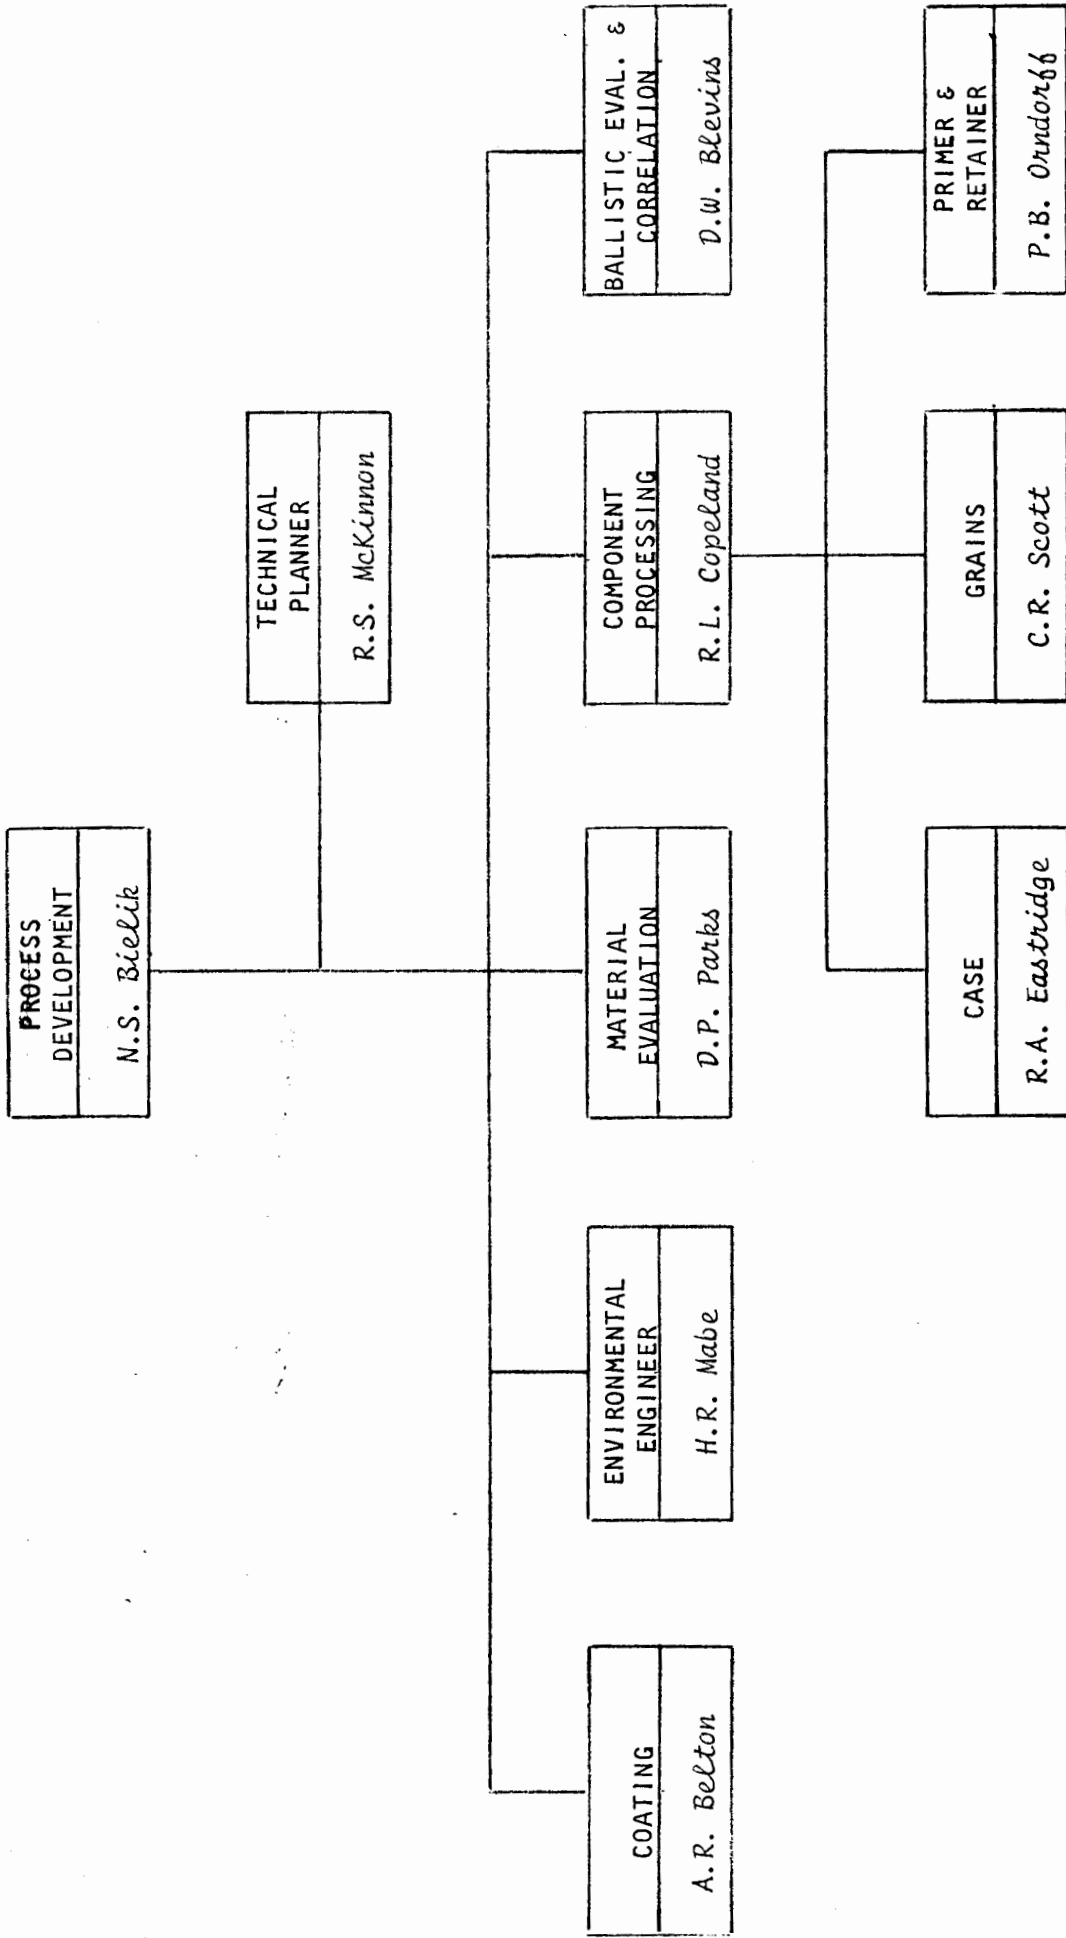 PROCESS
DEVELOPMENT
N.S. Bielik
TECHNICAL
PLANNER
R.S. McKinnon
COATING
A.R. Belton
ENVIRONMENTAL
ENGINEER
H.R. Mabe
MATERIAL
EVALUATION
D.P. Parks
COMPONENT
PROCESSING
R.L. Copeland
BALLISTIC EVAL. &
CORRELATION
D.W. Blevins
CASE
R.A. Eastridge
GRAINS
C.R. Scott
PRIMER &
RETAINER
P.B. Orndorff